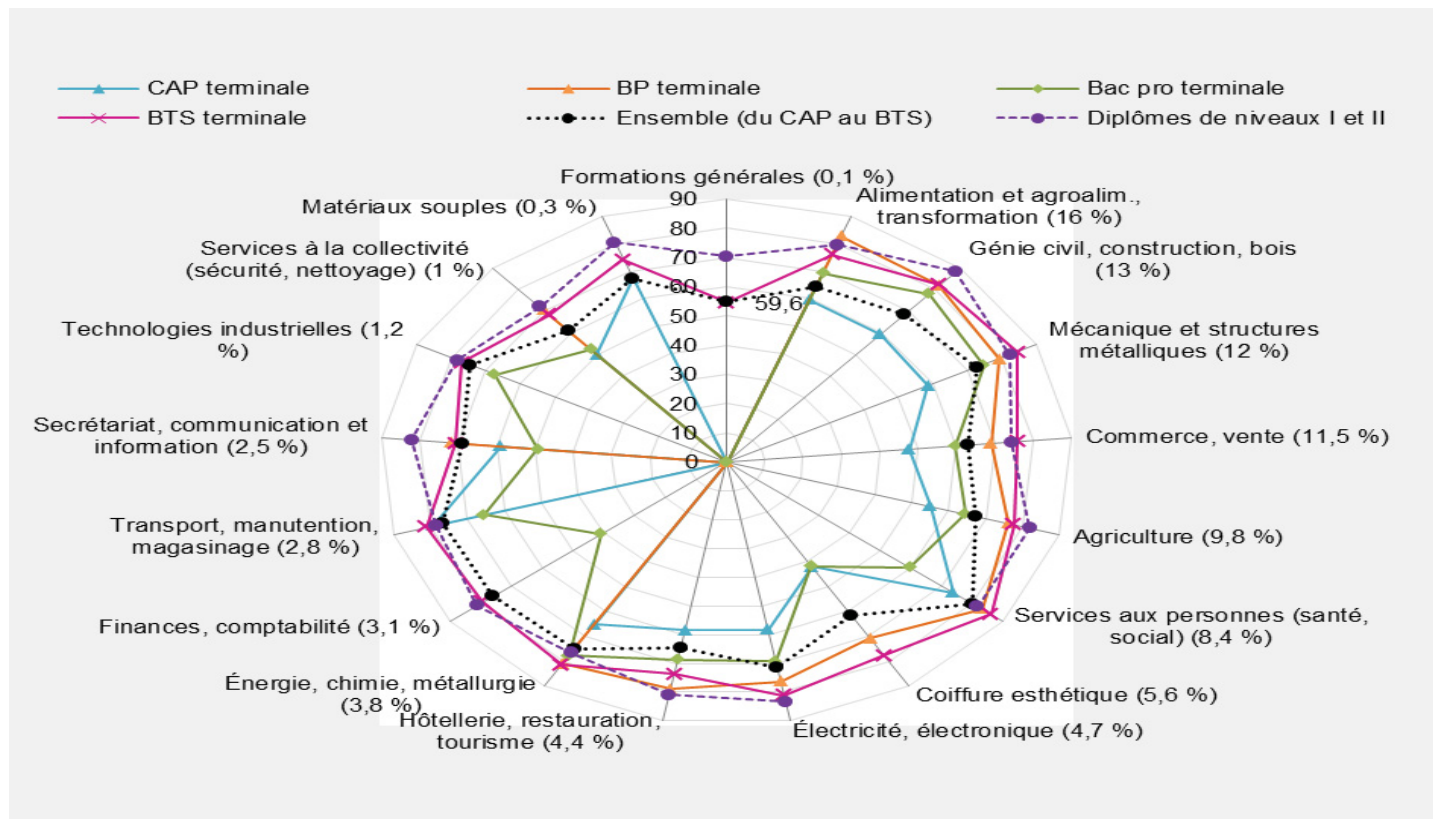 CAP terminale
BP terminale
Bac pro terminale
BTS terminale
Ensemble (du CAP au BTS)
Diplômes de niveaux I et II
Formations générales (0,1 %)
Alimentation et agroalim.,
transformation (16 %)
Génie civil, construction, bois
(13 %)
Mécanique et structures
métalliques (12 %)
Commerce, vente (11,5 %)
Agriculture (9,8 %)
Services aux personnes (santé,
social) (8,4 %)
Coiffure esthétique (5,6 %)
Électricité, électronique (4,7 %)
Hôtellerie, restauration,
tourisme (4,4 %)
Énergie, chimie, métallurgie
(3,8 %)
Finances, comptabilité (3,1 %)
Transport, manutention,
magasinage (2,8 %)
Secrétariat, communication et
information (2,5 %)
Technologies industrielles (1,2
%)
Services à la collectivité
(sécurité, nettoyage) (1 %)
Matériaux souples (0,3 %)
90
80
70
60
50
40
30
20
10
0
59,6